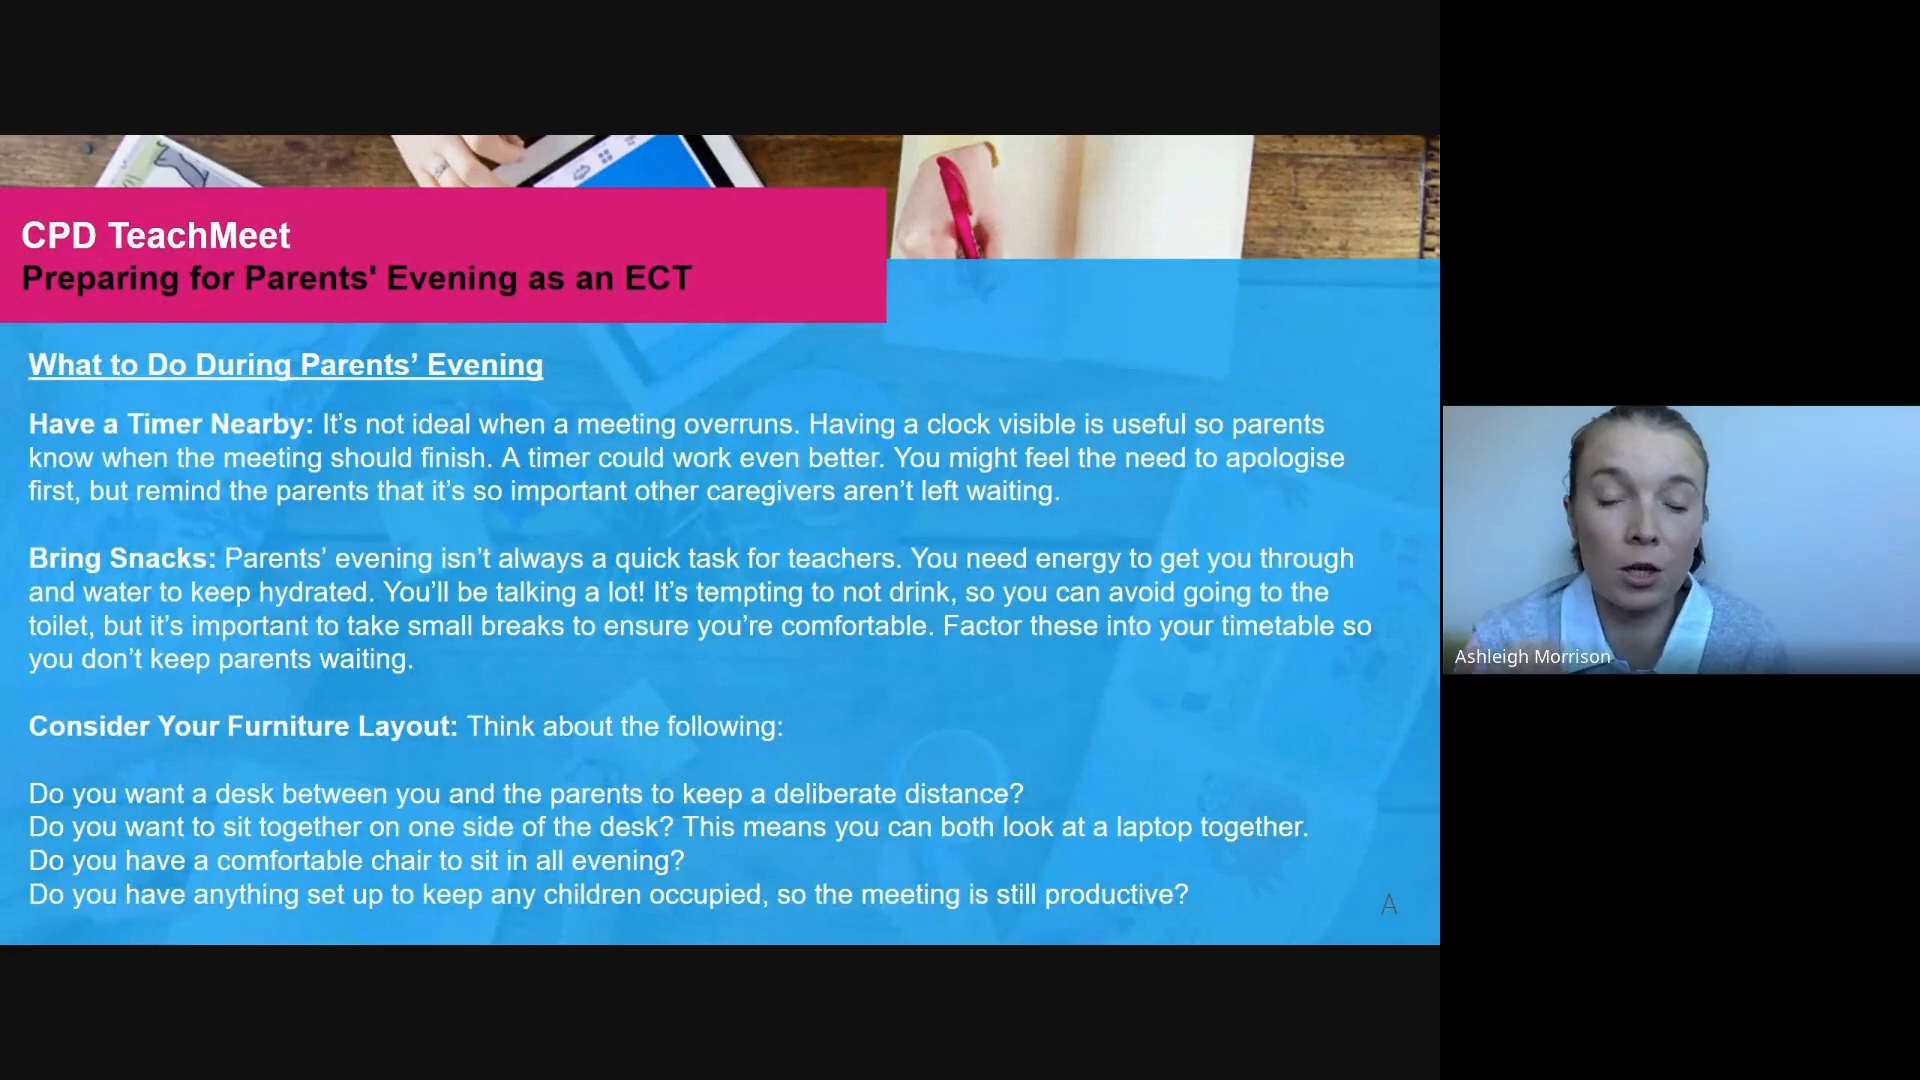 CPD TeachMeet
Preparing for Parents' Evening as an ECT
What to Do During Parents’ Evening
Have a Timer Nearby: It’s not ideal when a meeting overruns. Having a clock visible is useful so parents
know when the meeting should finish. A timer could work even better. You might feel the need to apologise
first, but remind the parents that it’s so important other caregivers aren’t left waiting.
Bring Snacks: Parents’ evening isn’t always a quick task for teachers. You need energy to get you through
and water to keep hydrated. You’ll be talking a lot! It’s tempting to not drink, so you can avoid going to the
toilet, but it’s important to take small breaks to ensure you’re comfortable. Factor these into your timetable so
you don’t keep parents waiting.
Consider Your Furniture Layout: Think about the following:
Do you want a desk between you and the parents to keep a deliberate distance?
Do you want to sit together on one side of the desk? This means you can both look at a laptop together.
Do you have a comfortable chair to sit in all evening?
Do you have anything set up to keep any children occupied, so the meeting is still productive?
A
Ashleigh Morrison